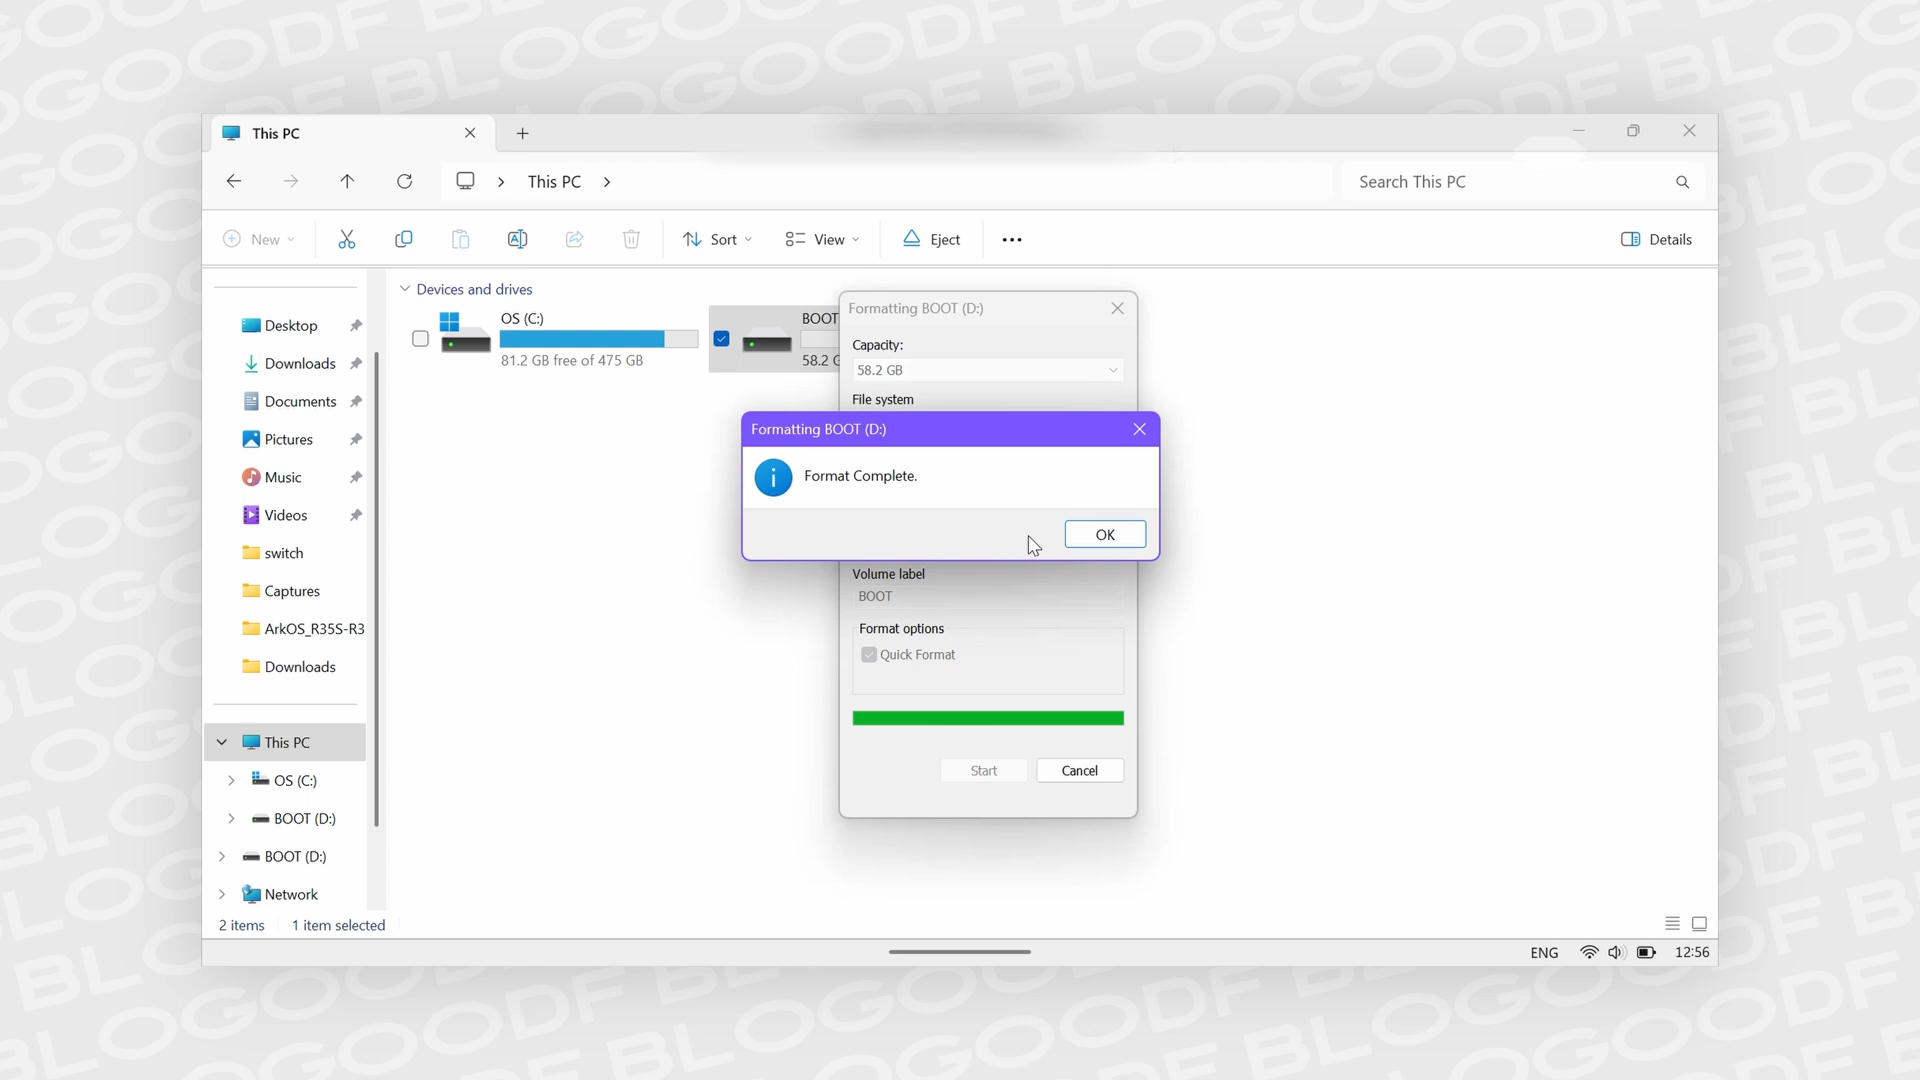 This PC
This PC
Search This PC
New
Sort
View
Eject
Details
Devices and drives
OS (C:)
81.2 GB free of 475 GB
BOOT
58.2 G
Formatting BOOT (D:)
Capacity:
58.2 GB
File system
Formatting BOOT (D:)
Format Complete.
OK
Volume label
BOOT
Format options
Quick Format
Start
Cancel
Desktop
Downloads
Documents
Pictures
Music
Videos
switch
Captures
ArkOS_R35S-R3
Downloads
This PC
OS (C:)
BOOT (D:)
BOOT (D:)
Network
2 items
1 item selected
ENG
12:56